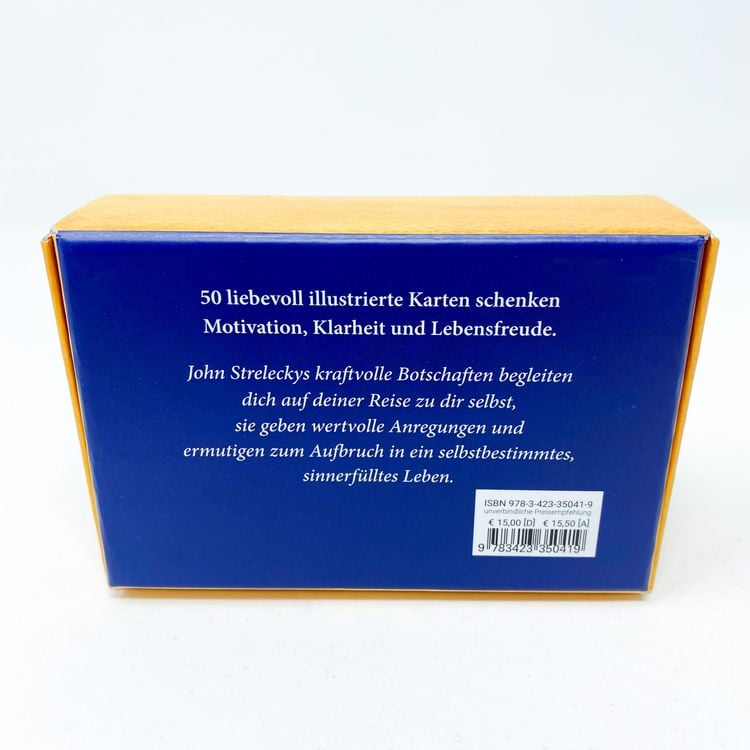 50 liebevoll illustrierte Karten schenken
Motivation, Klarheit und Lebensfreude.
John Streleckys kraftvolle Botschaften begleiten
dich auf deiner Reise zu dir selbst,
sie geben wertvolle Anregungen und
ermutigen zum Aufbruch in ein selbstbestimmtes,
sinnerfülltes Leben.
ISBN 978-3-423-35041-9
unverbindliche Preisempfehlung
€ 15,00 [D] € 15,50 [A]
9 783423 350419